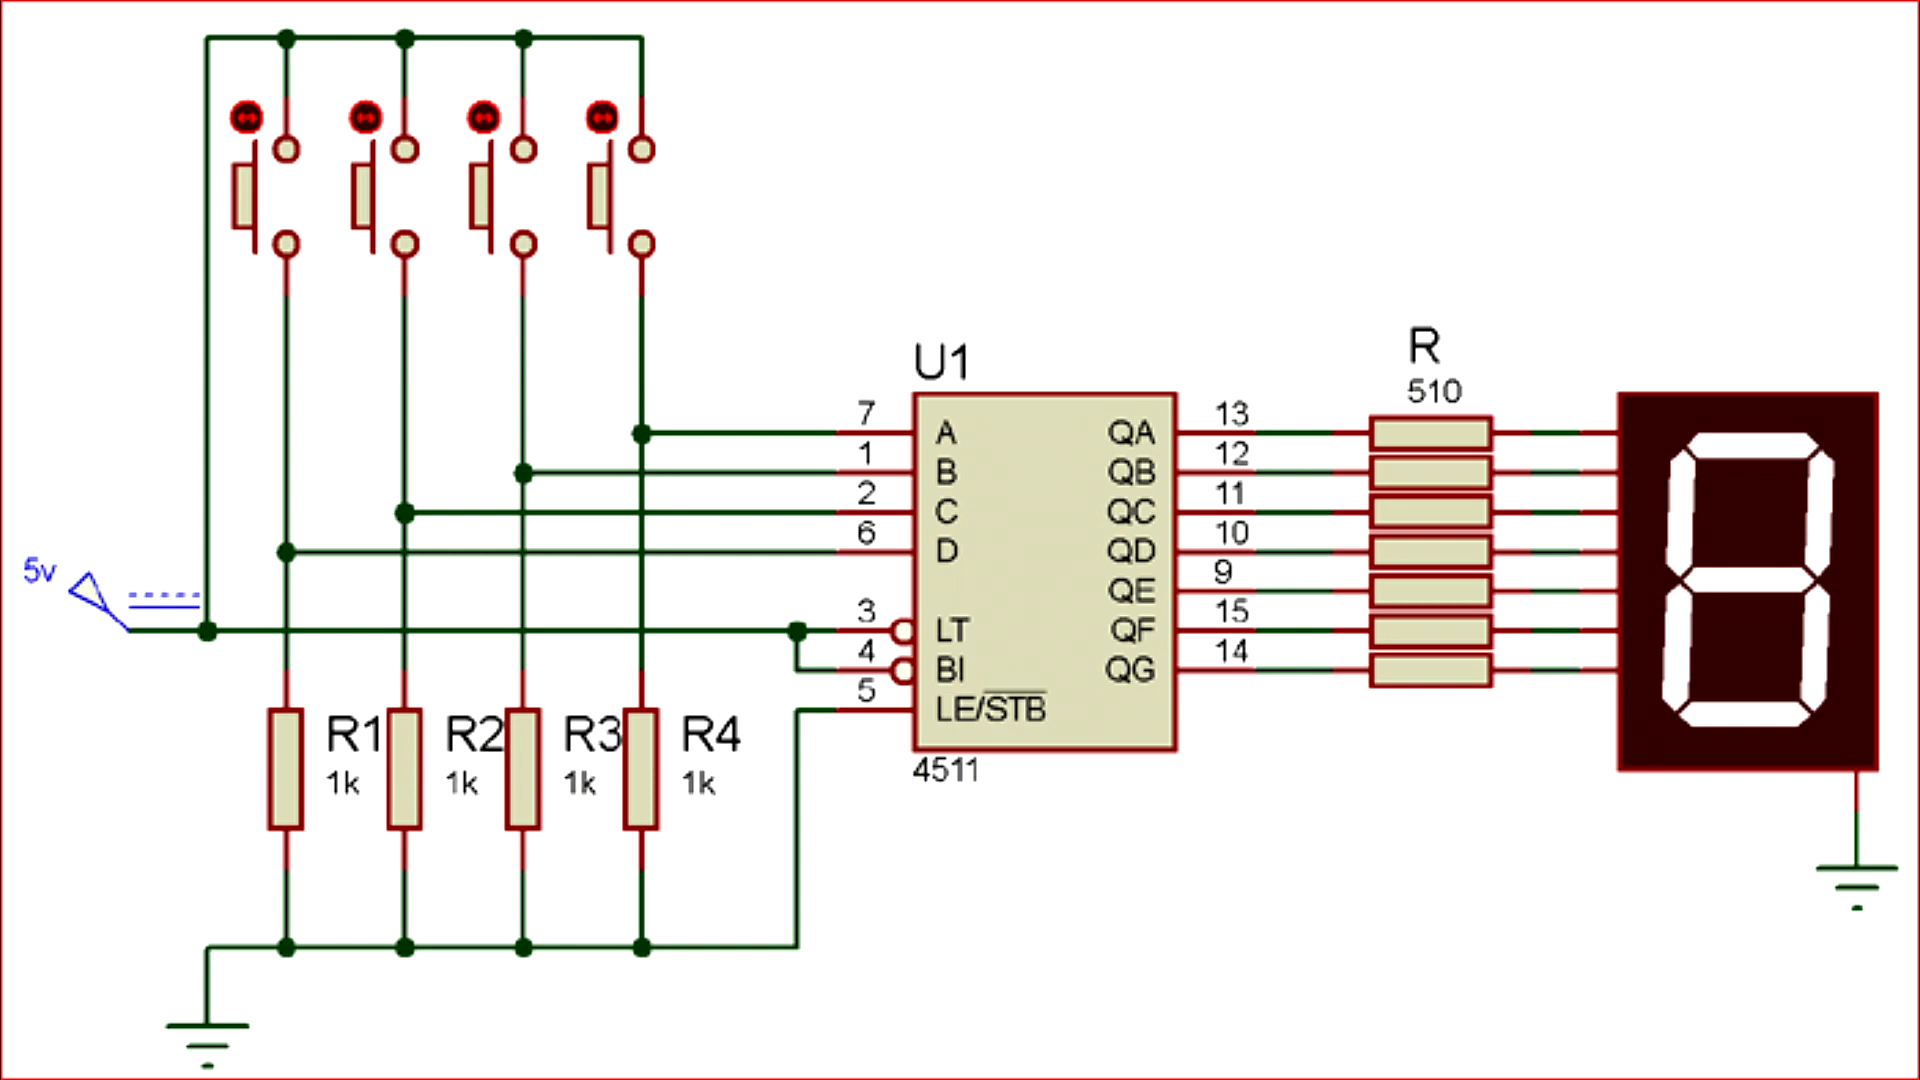 U1
R
510
7 A QA 13
1 B QB 12
2 C QC 11
6 D QD 10
QE 9
5v
3 LT QF 15
4 BI QG 14
5 LE/STB
4511
R1 R2 R3 R4
1k 1k 1k 1k